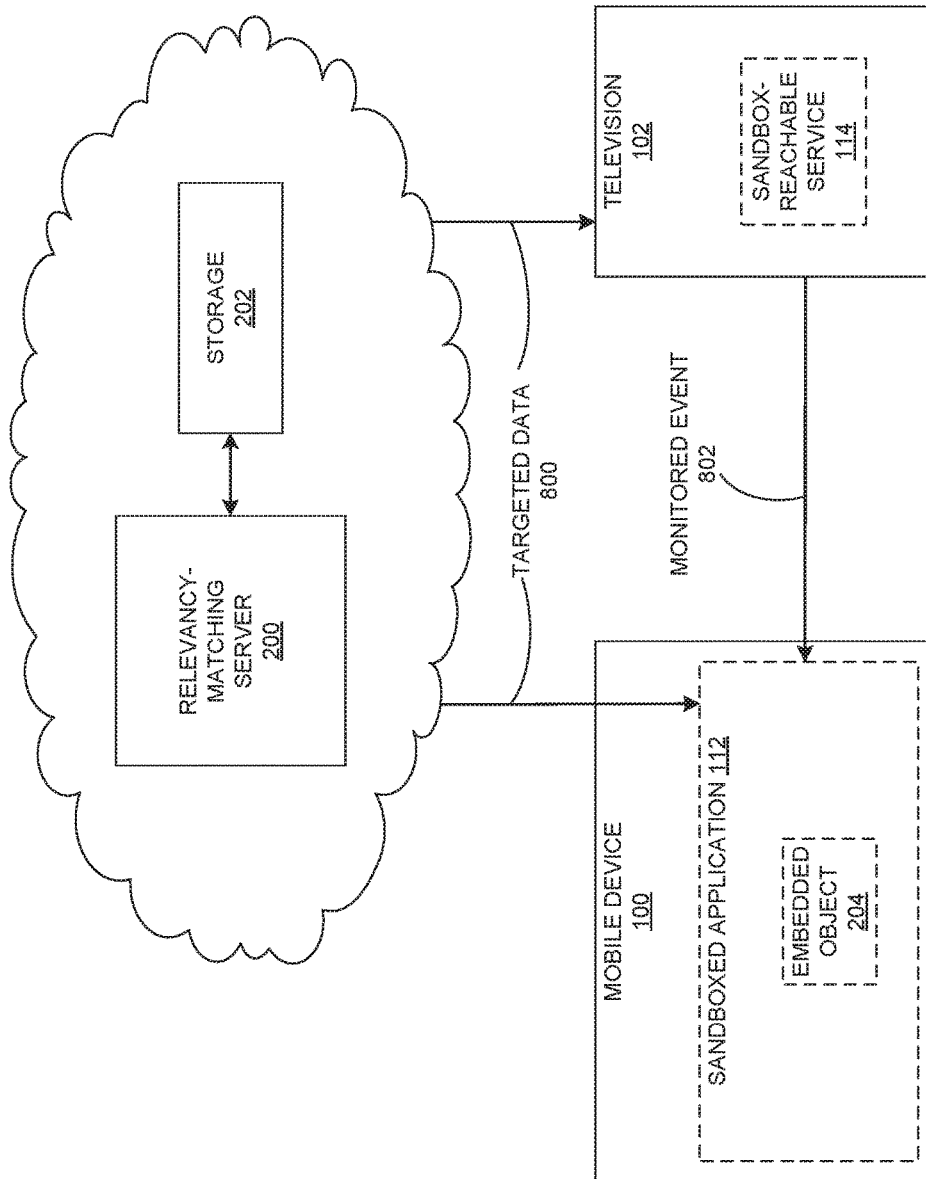 RELEVANCY-
MATCHING
SERVER
200
STORAGE
202
TARGETED DATA
800
MOBILE DEVICE
100
SANDBOXED APPLICATION 112
EMBEDDED
OBJECT
204
MONITORED EVENT
802
TELEVISION
102
SANDBOX-
REACHABLE
SERVICE
114